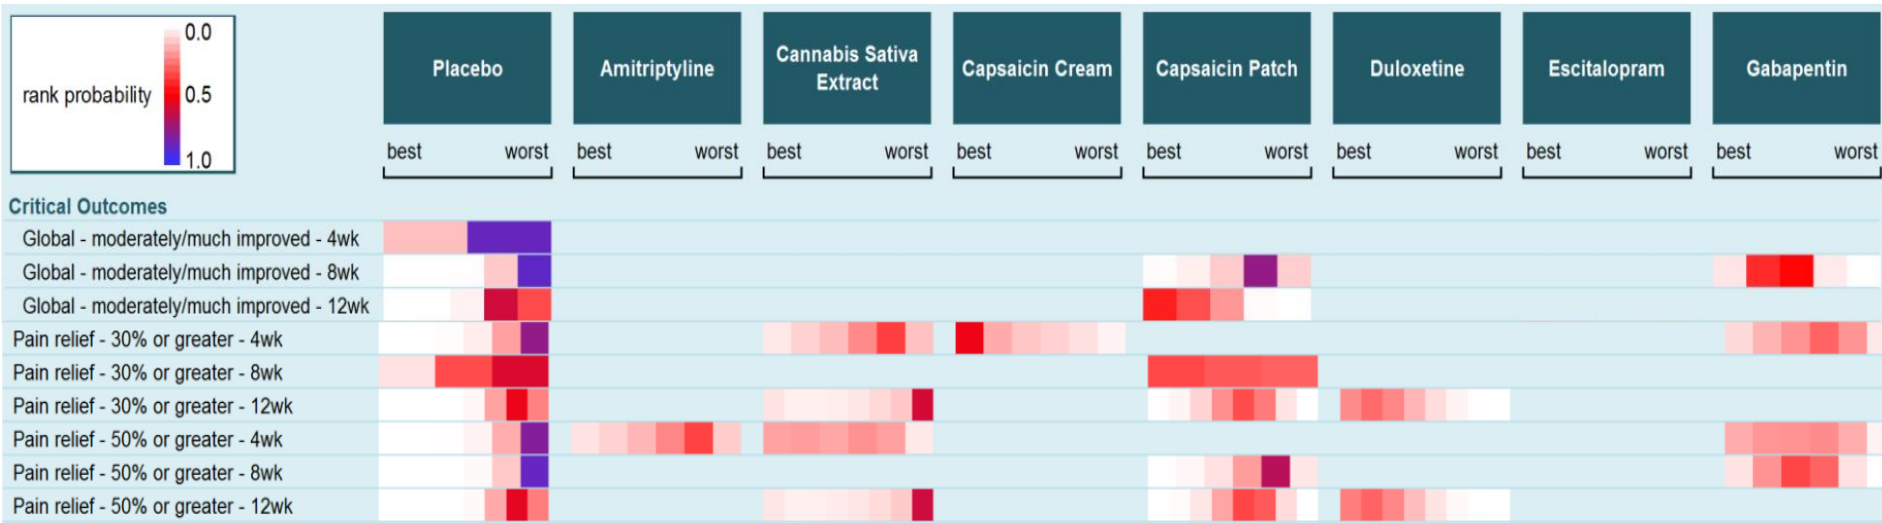 0.0
rank probability 0.5
1.0
Placebo Amitriptyline Cannabis Sativa Extract Capsaicin Cream Capsaicin Patch Duloxetine Escitalopram Gabapentin
best worst best worst best worst best worst best worst best worst best worst best worst
Critical Outcomes
Global - moderately/much improved - 4wk
Global - moderately/much improved - 8wk
Global - moderately/much improved - 12wk
Pain relief - 30% or greater - 4wk
Pain relief - 30% or greater - 8wk
Pain relief - 30% or greater - 12wk
Pain relief - 50% or greater - 4wk
Pain relief - 50% or greater - 8wk
Pain relief - 50% or greater - 12wk